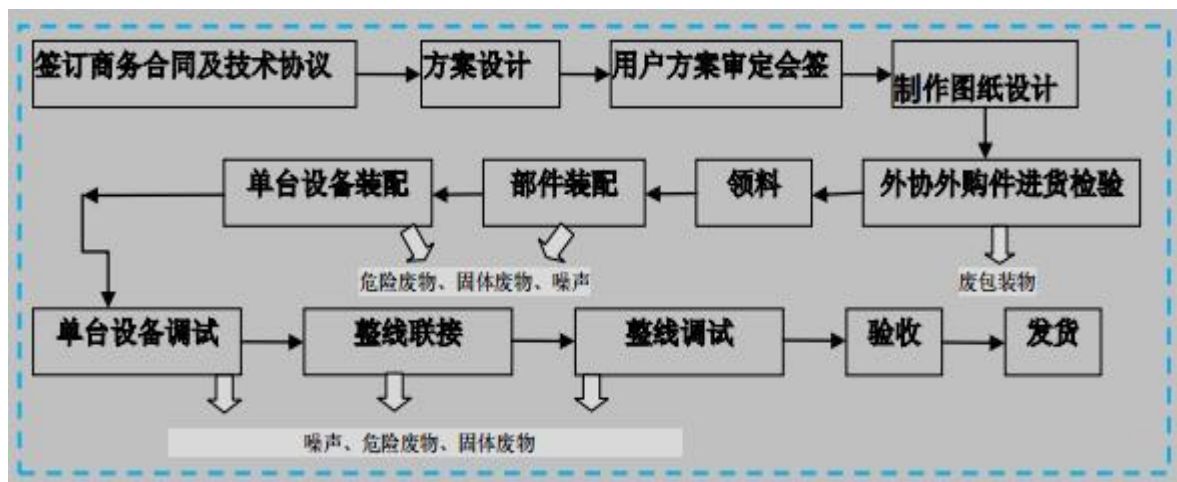 签订商务合同及技术协议
方案设计
用户方案审定会签
制作图纸设计
单台设备装配
部件装配
领料
外协外购件进货检验
危险废物、固体废物、噪声
废包装物
单台设备调试
整线联接
整线调试
验收
发货
噪声、危险废物、固体废物